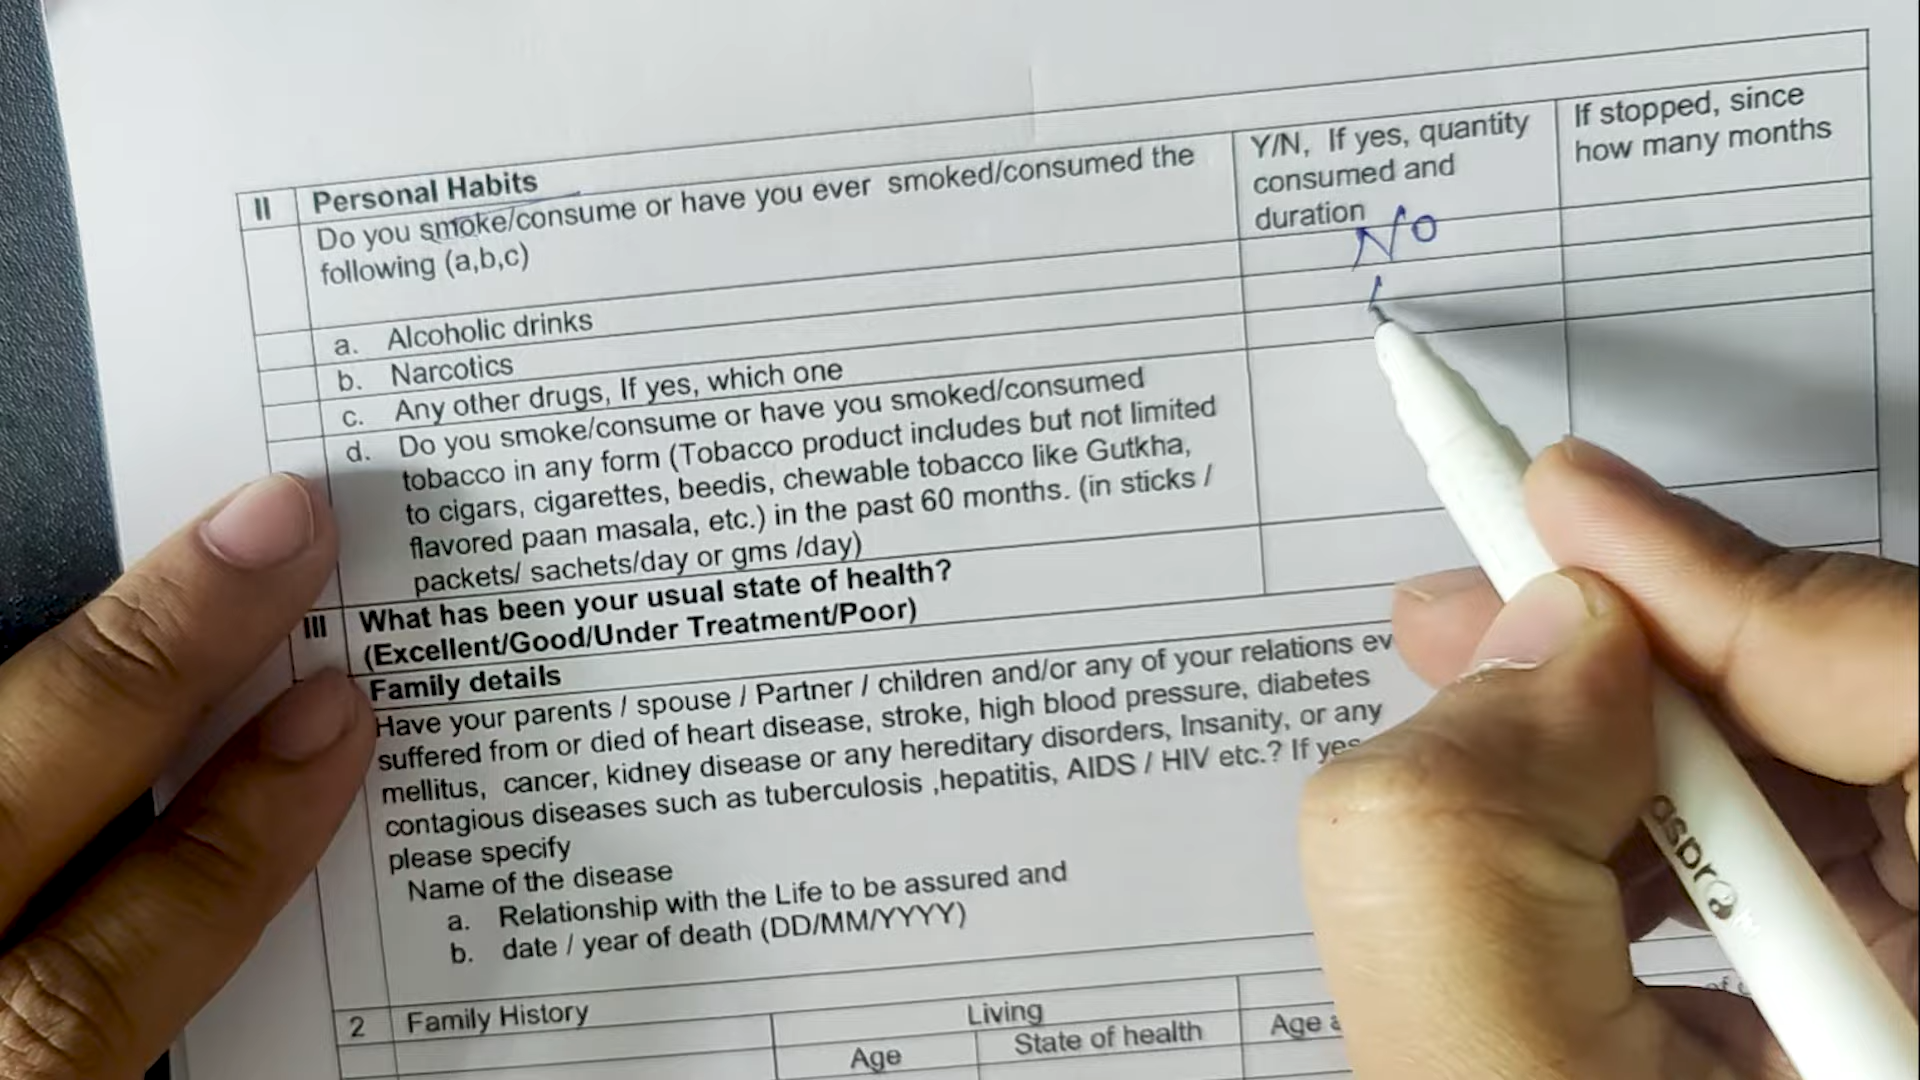 II Personal Habits
Do you smoke/consume or have you ever smoked/consumed the
following (a,b,c)
Y/N, If yes, quantity
consumed and
duration
If stopped, since
how many months
a. Alcoholic drinks
No
b. Narcotics
c. Any other drugs, If yes, which one
d. Do you smoke/consume or have you smoked/consumed
tobacco in any form (Tobacco product includes but not limited
to cigars, cigarettes, beedis, chewable tobacco like Gutkha,
flavored paan masala, etc.) in the past 60 months. (in sticks /
packets/ sachets/day or gms /day)
III What has been your usual state of health?
(Excellent/Good/Under Treatment/Poor)
Family details
Have your parents / spouse / Partner / children and/or any of your relations ev
suffered from or died of heart disease, stroke, high blood pressure, diabetes
mellitus, cancer, kidney disease or any hereditary disorders, Insanity, or any
contagious diseases such as tuberculosis ,hepatitis, AIDS / HIV etc.? If yes
please specify
Name of the disease
a. Relationship with the Life to be assured and
b. date / year of death (DD/MM/YYYY)
2 Family History
Living
Age
State of health
Age a